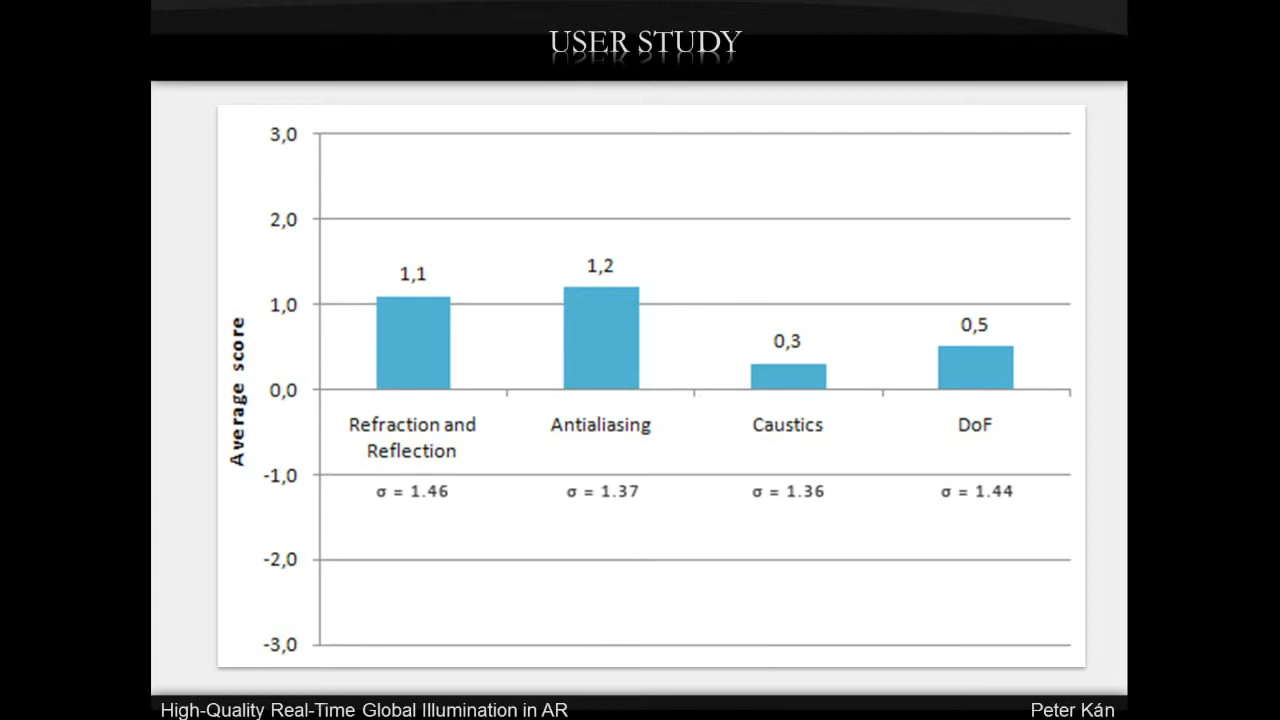 USER STUDY
3,0
2,0
1,0
0,0
-1,0
-2,0
-3,0
Average score
1,1
1,2
0,3
0,5
Refraction and
Reflection
Antialiasing
Caustics
DoF
σ = 1.46
σ = 1.37
σ = 1.36
σ = 1.44
High-Quality Real-Time Global Illumination in AR
Peter Kán